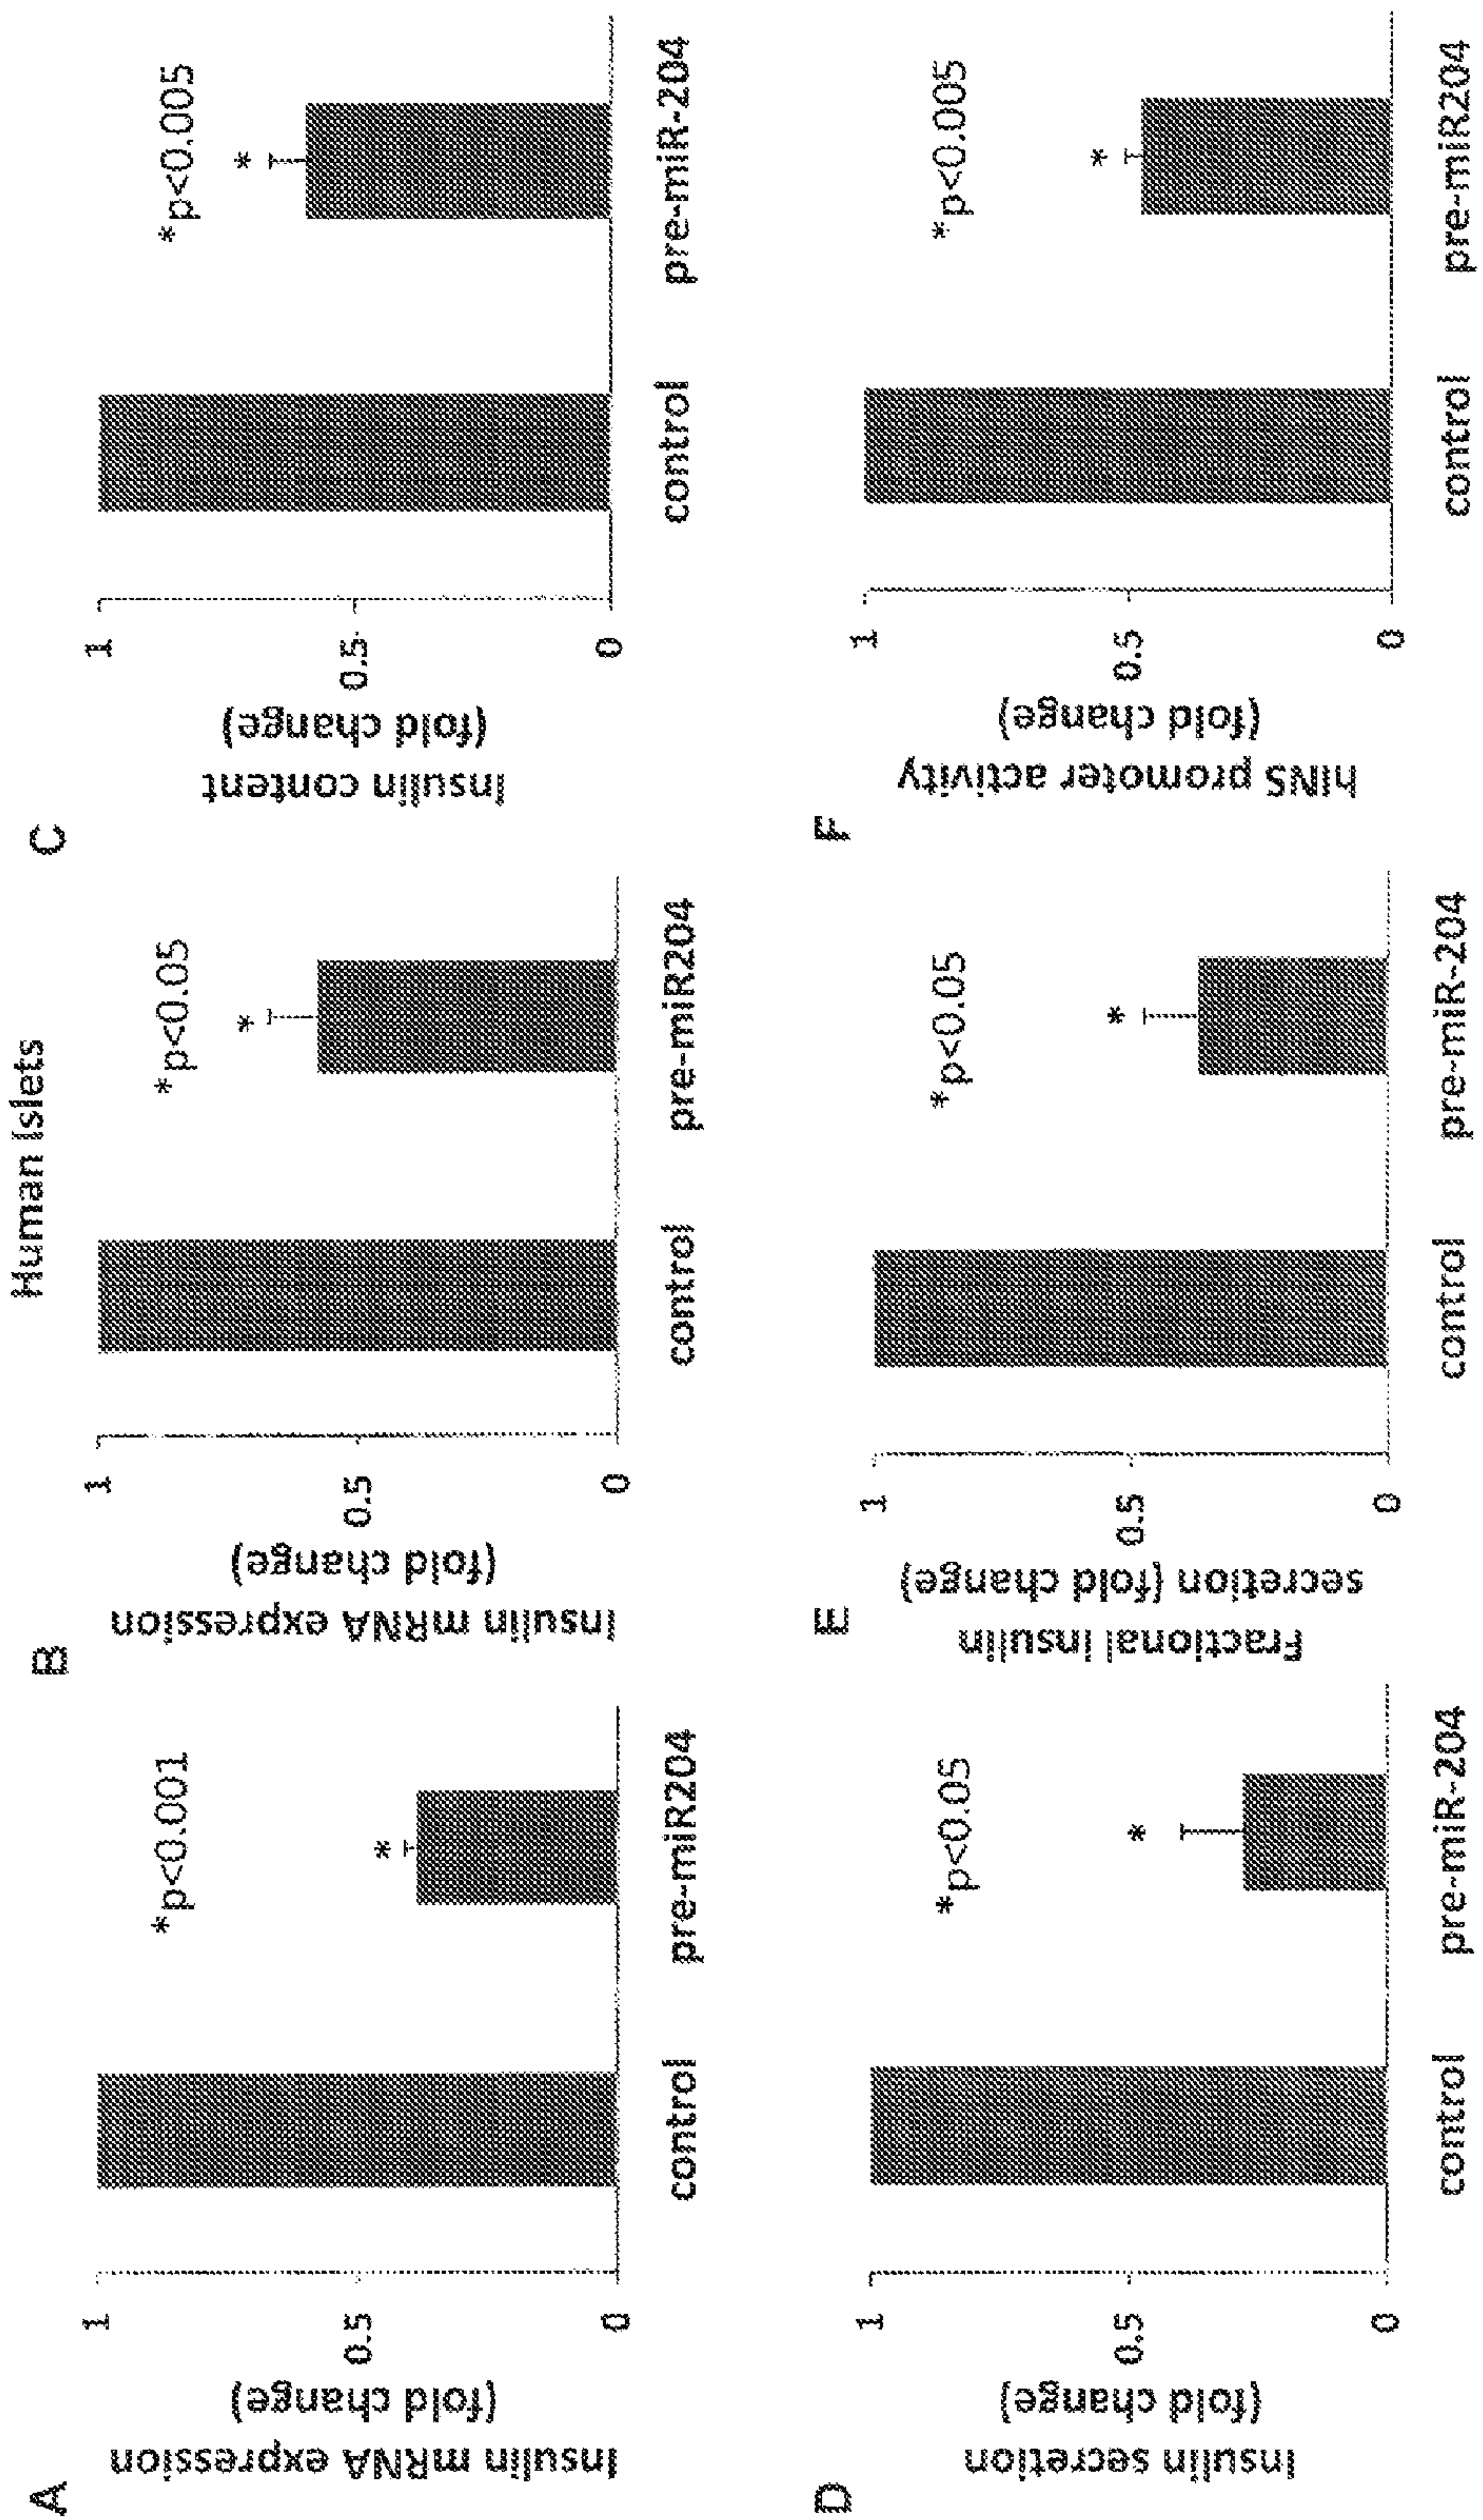 Human Islets
A
Insulin mRNA expression
(fold change)
1
0.5
0
*p<0.001
*
control
pre-miR204
B
Insulin mRNA expression
(fold change)
1
0.5
0
*p<0.05
*
control
pre-miR204
C
Insulin content
(fold change)
1
0.5
0
*p<0.005
*
control
pre-miR-204
D
Insulin secretion
(fold change)
1
0.5
0
*p<0.05
*
control
pre-miR-204
E
Fractional insulin
secretion (fold change)
1
0.5
0
*p<0.05
*
control
pre-miR-204
F
hINS promoter activity
(fold change)
1
0.5
0
*p<0.005
*
control
pre-miR204